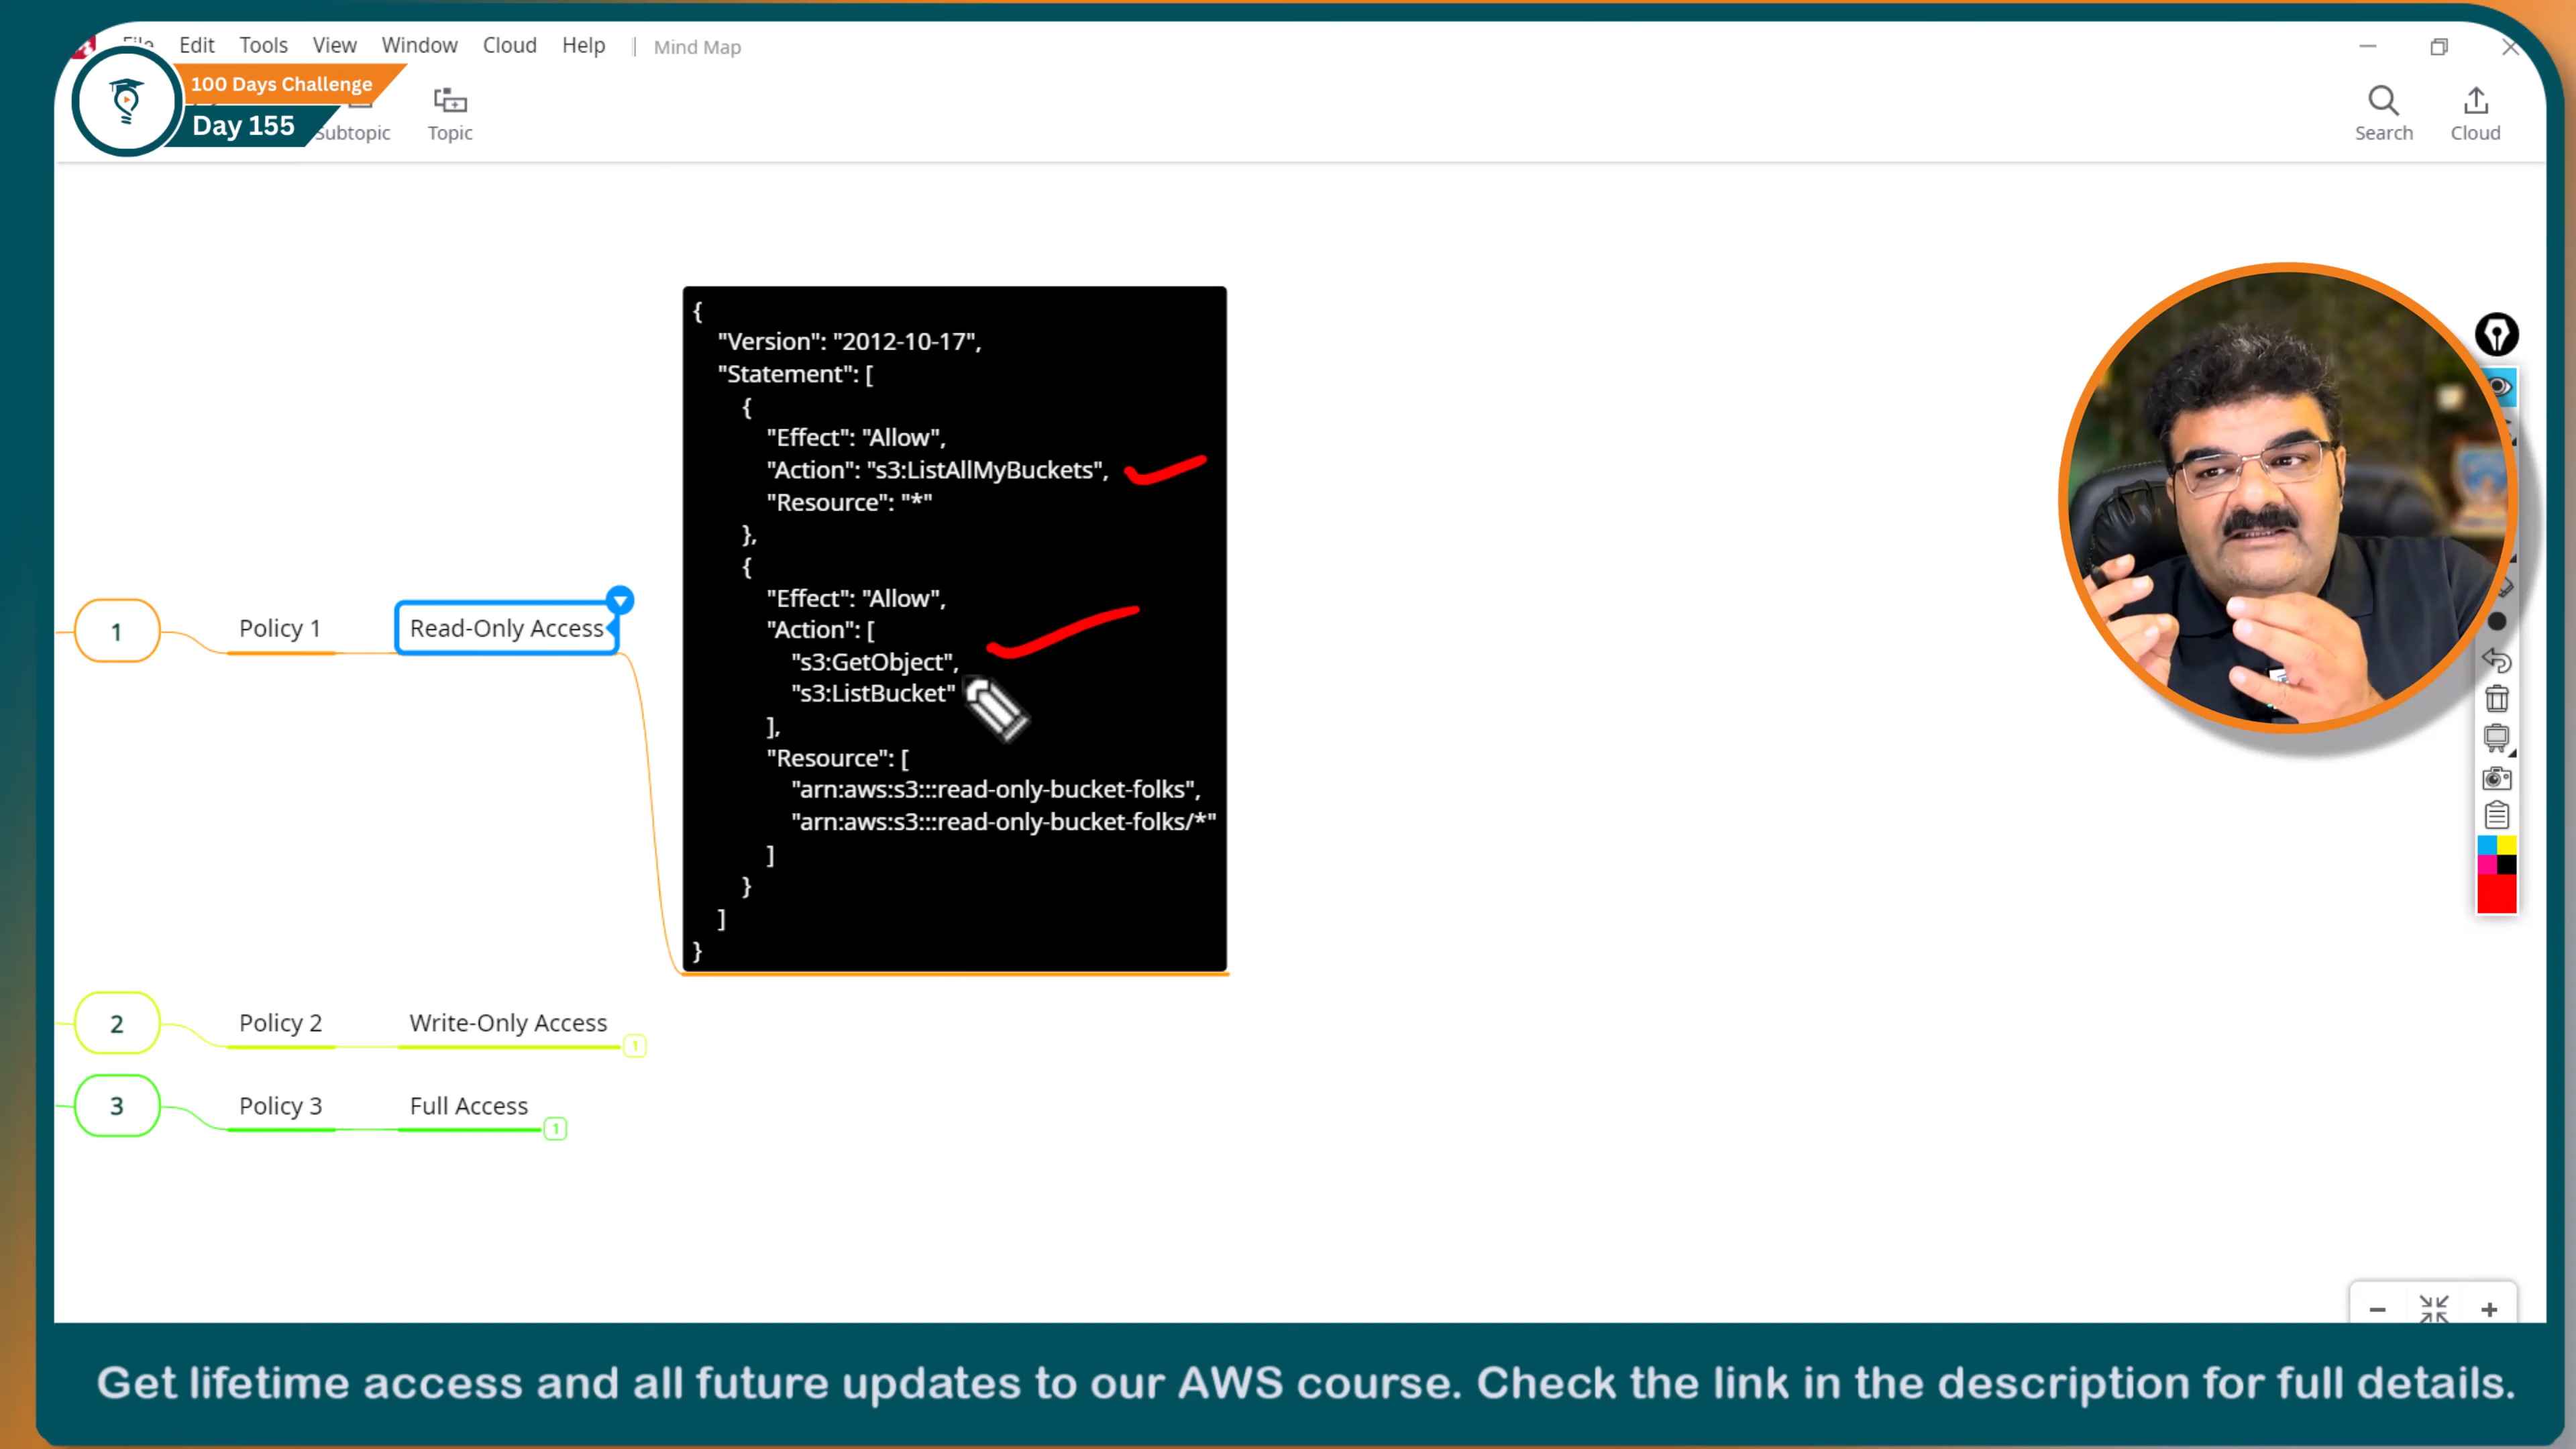 File Edit Tools View Window Cloud Help | Mind Map
100 Days Challenge
Day 155
Subtopic
Topic
Search
Cloud
{
"Version": "2012-10-17",
"Statement": [
{
"Effect": "Allow",
"Action": "s3:ListAllMyBuckets",
"Resource": "*"
},
{
"Effect": "Allow",
"Action": [
"s3:GetObject",
"s3:ListBucket"
],
"Resource": [
"arn:aws:s3:::read-only-bucket-folks",
"arn:aws:s3:::read-only-bucket-folks/*"
]
}
]
}
1 Policy 1 Read-Only Access
2 Policy 2 Write-Only Access 1
3 Policy 3 Full Access 1
Get lifetime access and all future updates to our AWS course. Check the link in the description for full details.